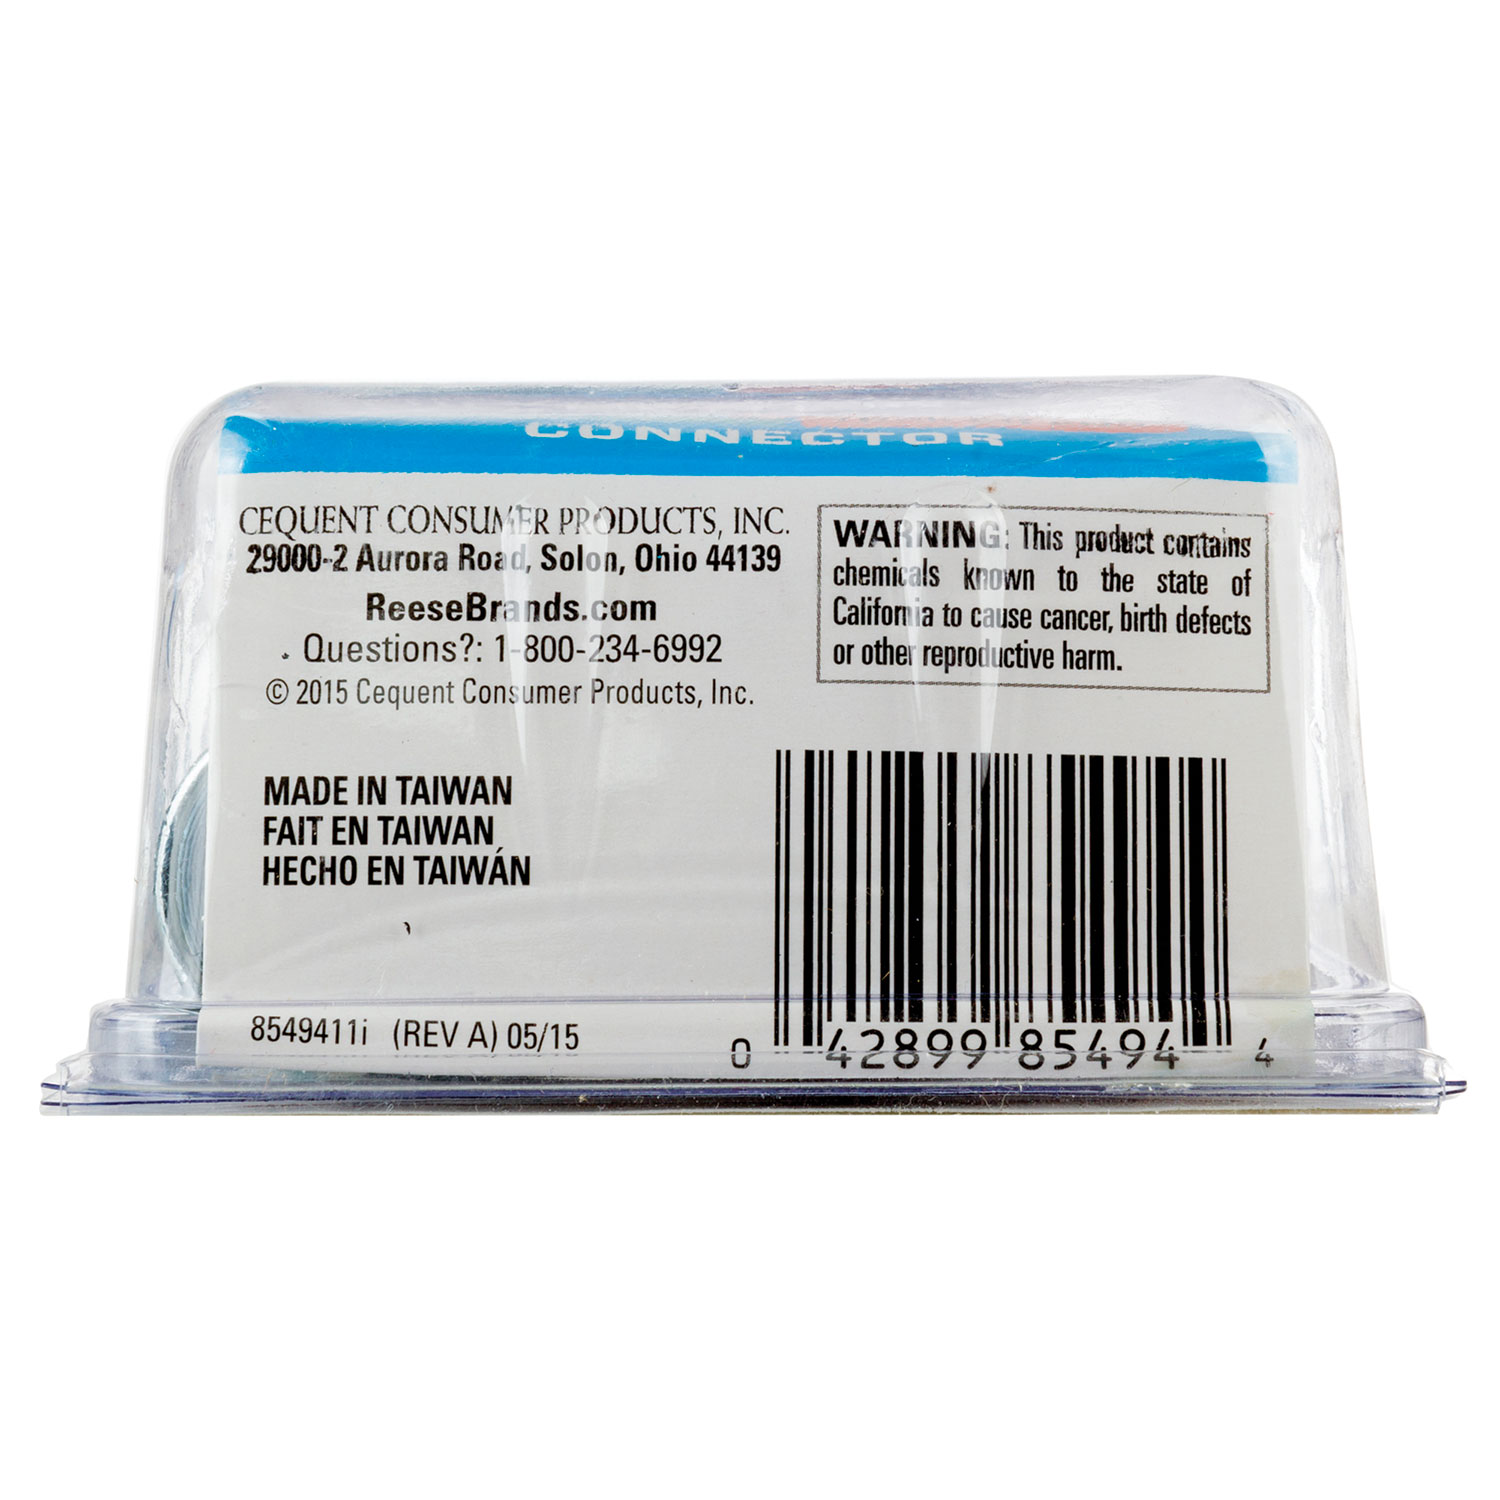 CONNECTOR
CEQUENT CONSUMER PRODUCTS, INC.
29000-2 Aurora Road, Solon, Ohio 44139
ReeseBrands.com
Questions?: 1-800-234-6992
© 2015 Cequent Consumer Products, Inc.
WARNING: This product contains
chemicals known to the state of
California to cause cancer, birth defects
or other reproductive harm.
MADE IN TAIWAN
FAIT EN TAIWAN
HECHO EN TAIWÁN
8549411i (REV A) 05/15
0 42899 85494 4